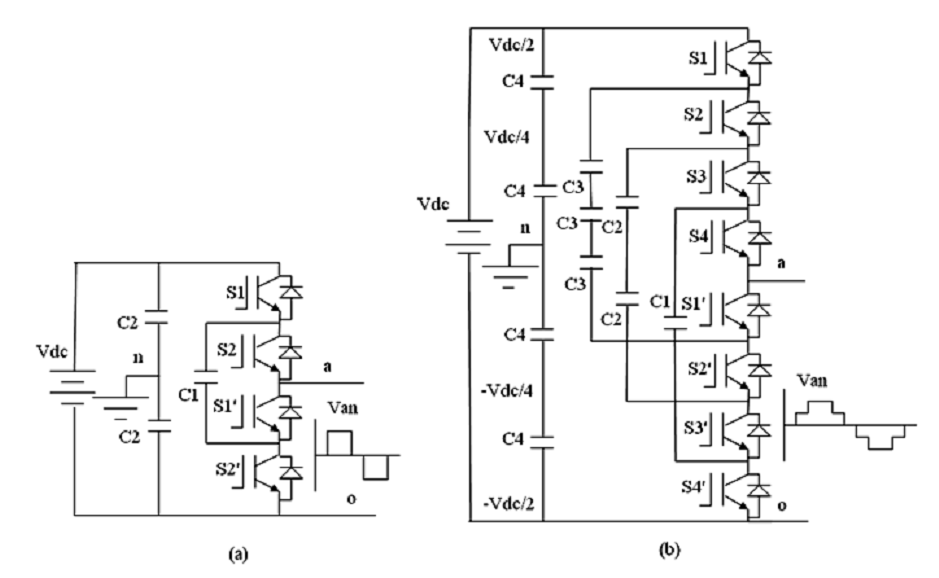 Vdc
C2
n
C2
C1
S1
S2
S1'
S2'
a
Van
o
(a)
Vdc
Vdc/2
C4
Vdc/4
C4
n
C4
-Vdc/4
C4
-Vdc/2
C3
C3
C3
C2
C2
C1
S1
S2
S3
S4
S1'
S2'
S3'
S4'
a
Van
o
(b)